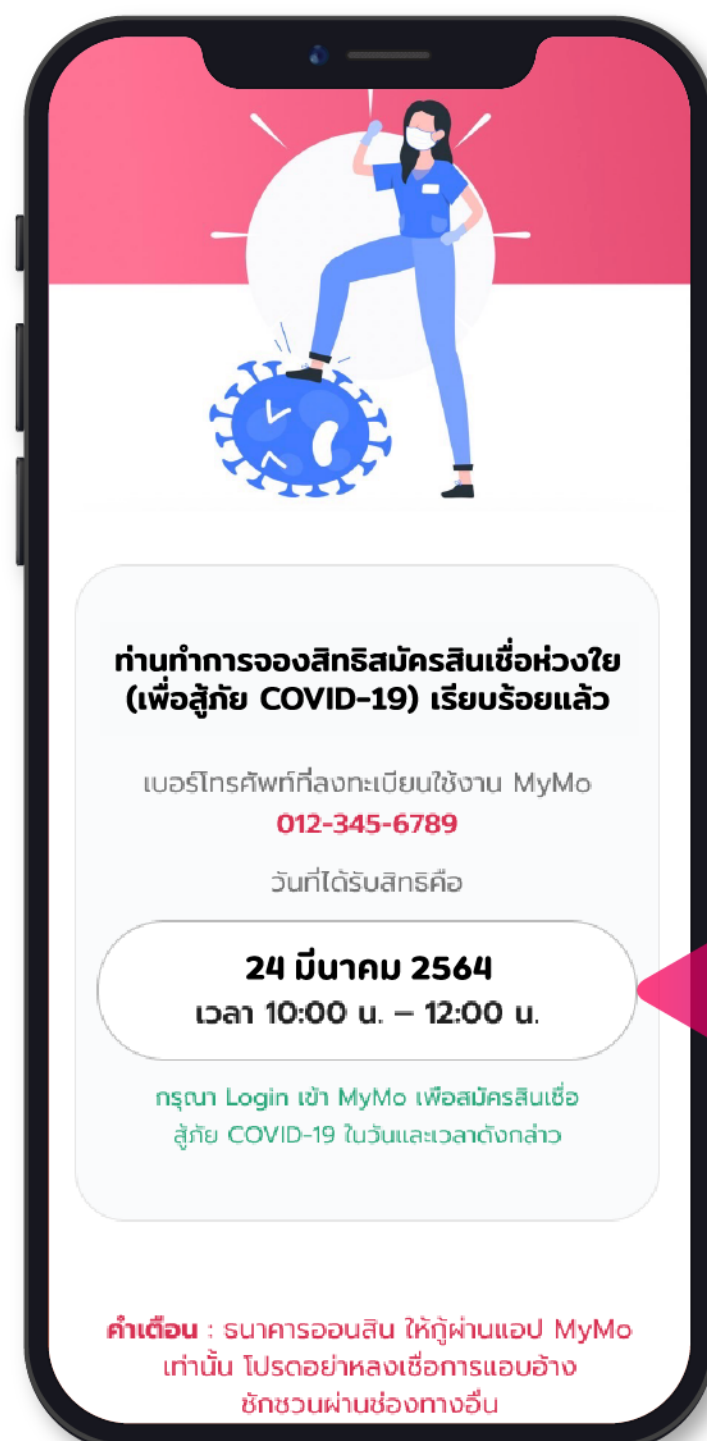 ท่านทำการจองสิทธิสมัครสินเชื่อห่วงใย
(เพื่อสู้ภัย COVID-19) เรียบร้อยแล้ว
เบอร์โทรศัพท์ที่ลงทะเบียนใช้งาน MyMo
012-345-6789
วันที่ได้รับสิทธิคือ
24 มีนาคม 2564
เวลา 10:00 น. – 12:00 น.
กรุณา Login เข้า MyMo เพื่อสมัครสินเชื่อ
สู้ภัย COVID-19 ในวันและเวลาดังกล่าว
คำเตือน : ธนาคารออมสิน ให้กู้ผ่านแอป MyMo
เท่านั้น โปรดอย่าหลงเชื่อการแอบอ้าง
ชักชวนผ่านช่องทางอื่น